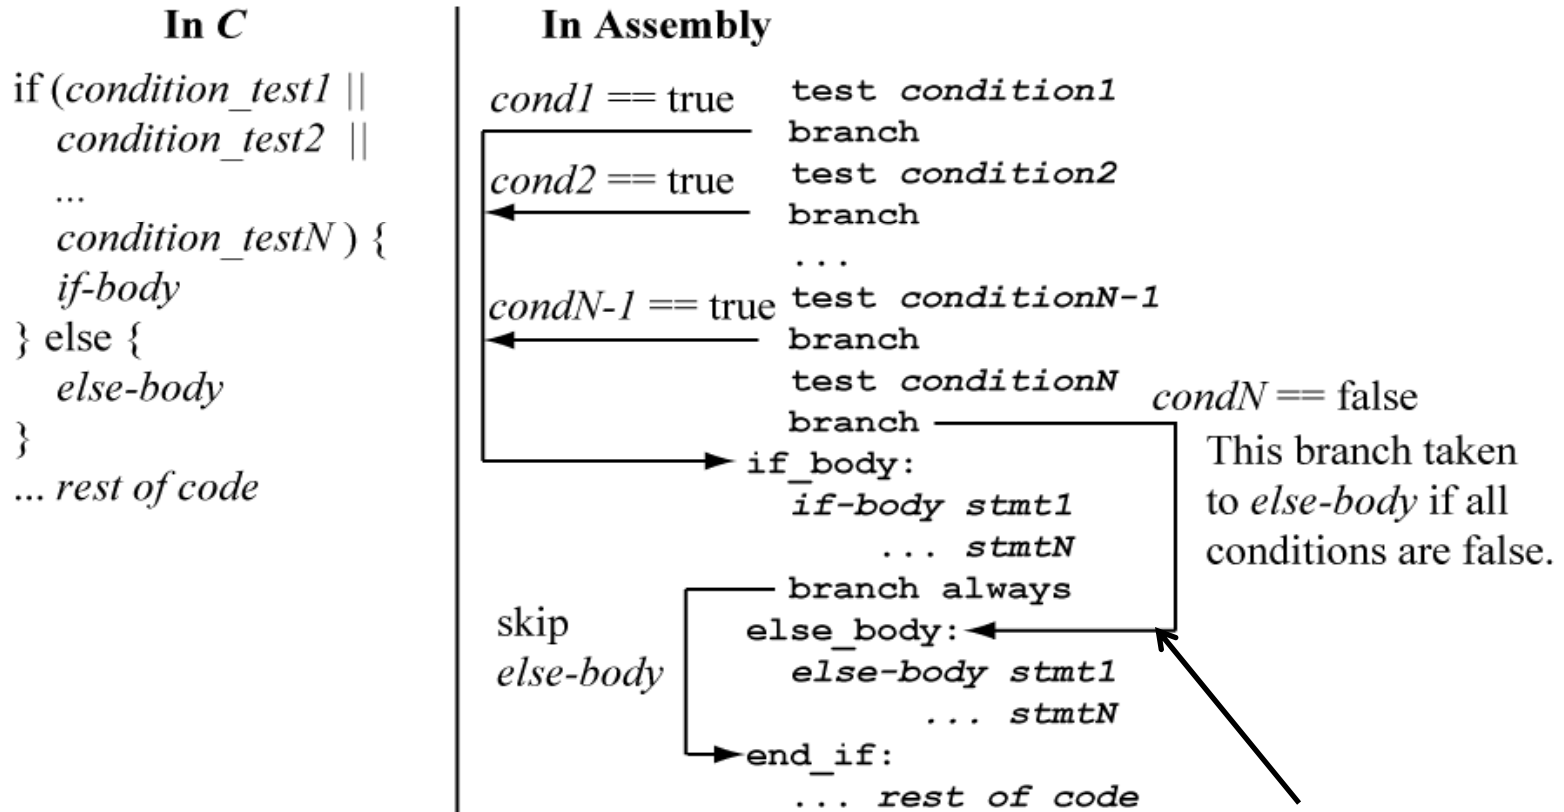 In C
if (condition_test1 ||
condition_test2 ||
...
condition_testN ) {
if-body
} else {
else-body
}
... rest of code
In Assembly
cond1 == true
test condition1
branch
cond2 == true
test condition2
branch
...
condN-1 == true
test conditionN-1
branch
test conditionN
condN == false
branch
This branch taken
to else-body if all
conditions are false.
if_body:
if-body stmt1
... stmtN
branch always
skip
else-body
else_body:
else-body stmt1
... stmtN
end_if:
... rest of code